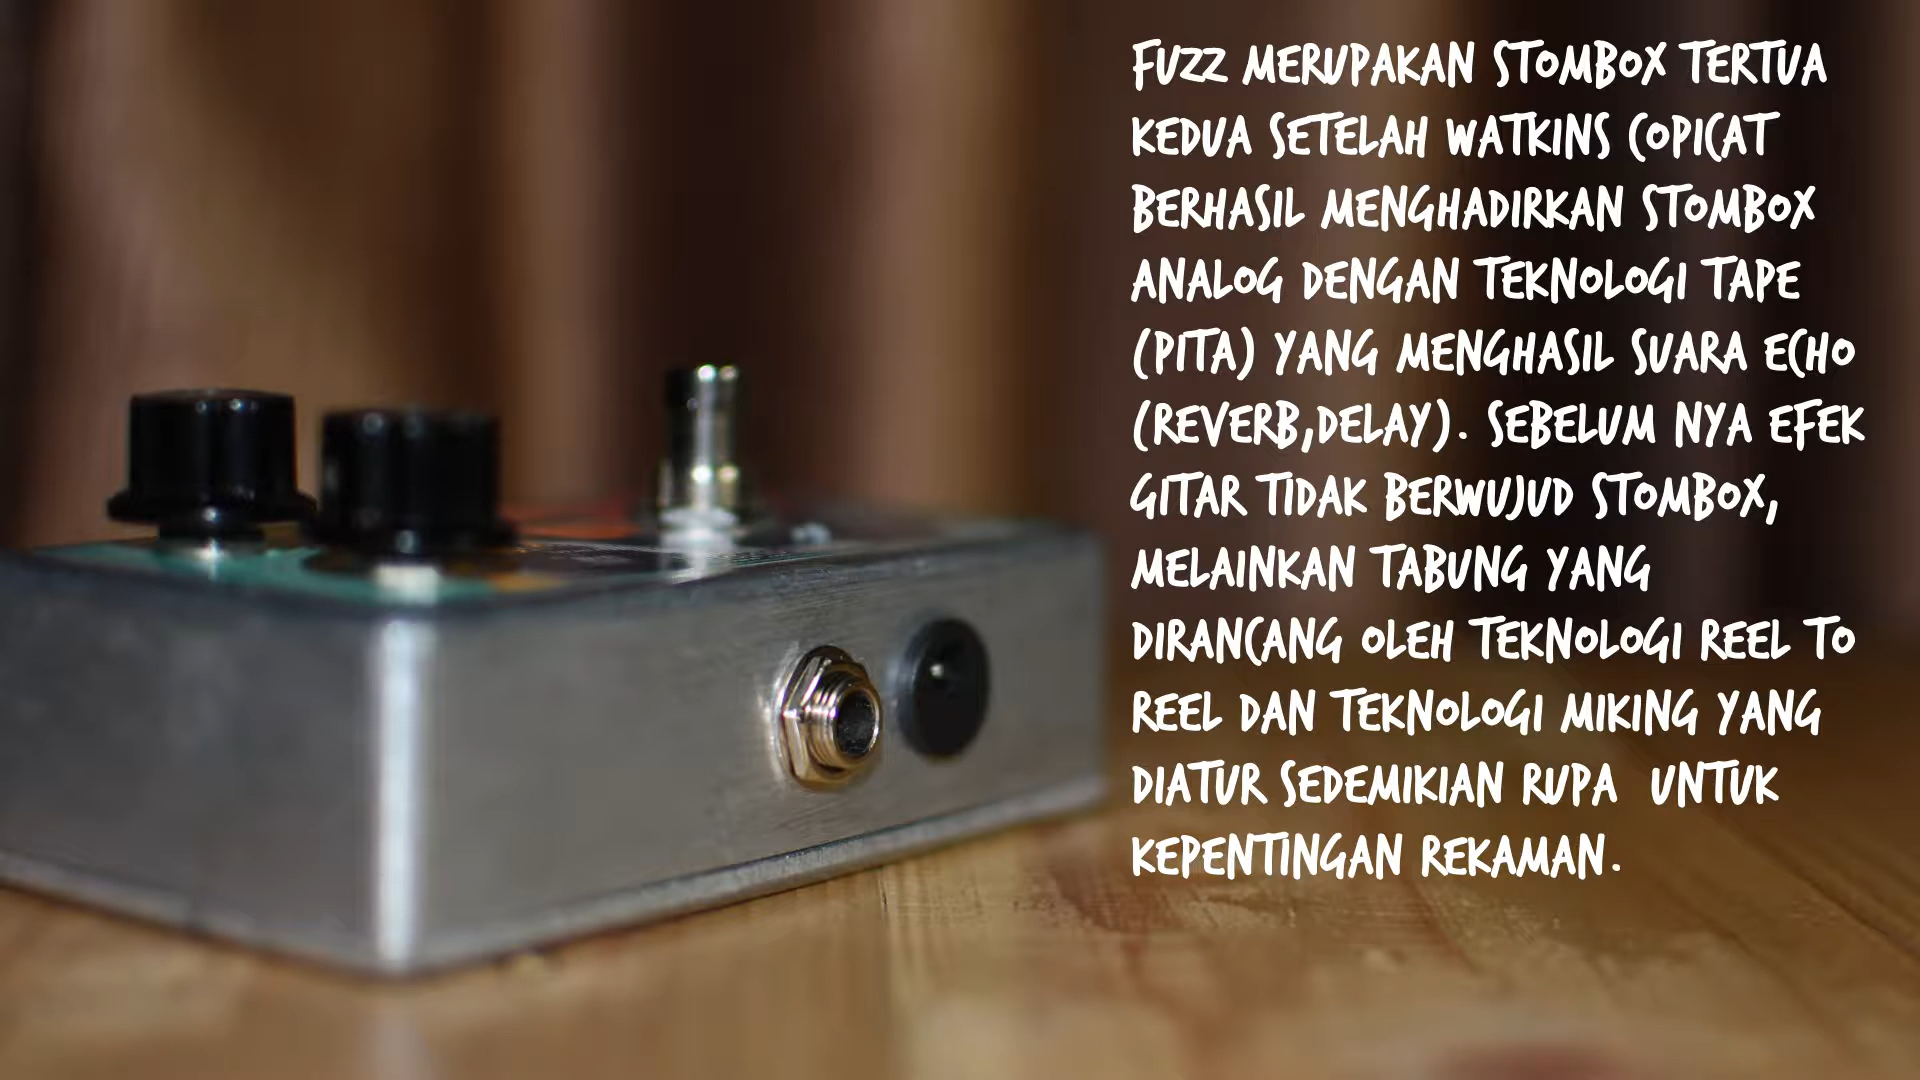 FUZZ MERUPAKAN STOMBOX TERTUA
KEDUA SETELAH WATKINS COPICAT
BERHASIL MENGHADIRKAN STOMBOX
ANALOG DENGAN TEKNOLOGI TAPE
(PITA) YANG MENGHASIL SUARA ECHO
(REVERB,DELAY). SEBELUM NYA EFEK
GITAR TIDAK BERWUJUD STOMBOX,
MELAINKAN TABUNG YANG
DIRANCANG OLEH TEKNOLOGI REEL TO
REEL DAN TEKNOLOGI MIKING YANG
DIATUR SEDEMIKIAN RUPA UNTUK
KEPENTINGAN REKAMAN.